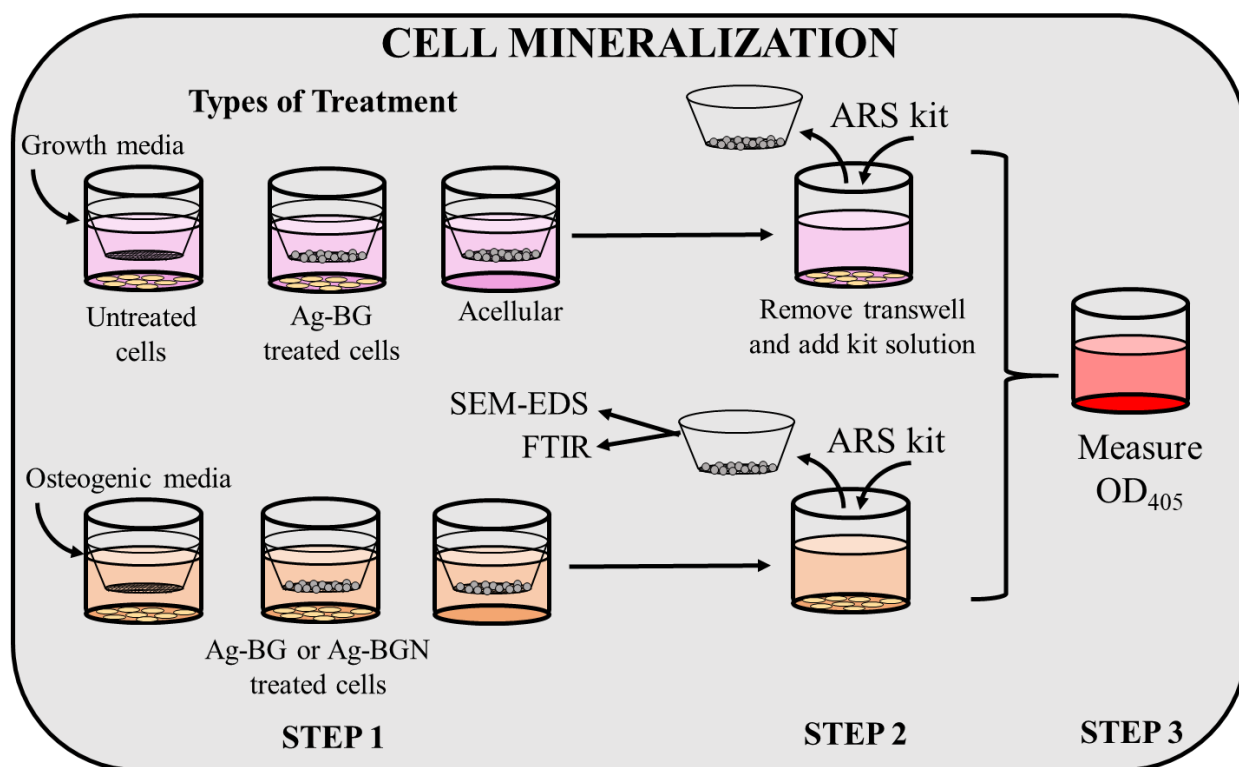 CELL MINERALIZATION
Types of Treatment
Growth media
ARS kit
Untreated
cells
Ag-BG
treated cells
Acellular
Remove transwell
and add kit solution
SEM-EDS
FTIR
ARS kit
Osteogenic media
Measure
OD₄₀₅
Ag-BG or Ag-BGN
treated cells
STEP 1
STEP 2
STEP 3